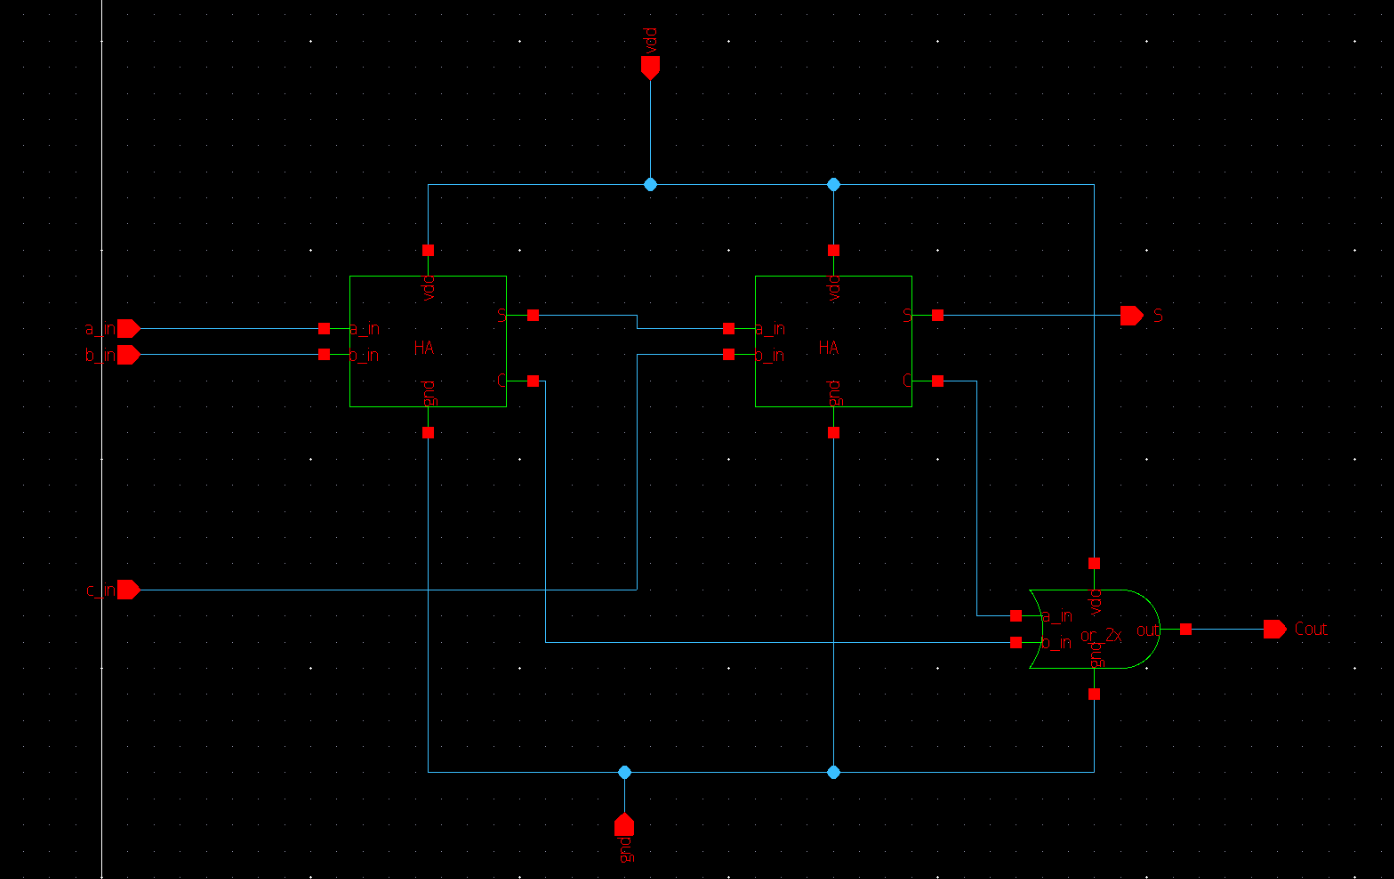 vdd
vdd
vdd
S
S
S
a_in
a_in
a_in
b_in
b_in
b_in
HA
HA
C
C
gnd
gnd
c_in
vdd
a_in
or_2x
out
Cout
b_in
gnd
gnd